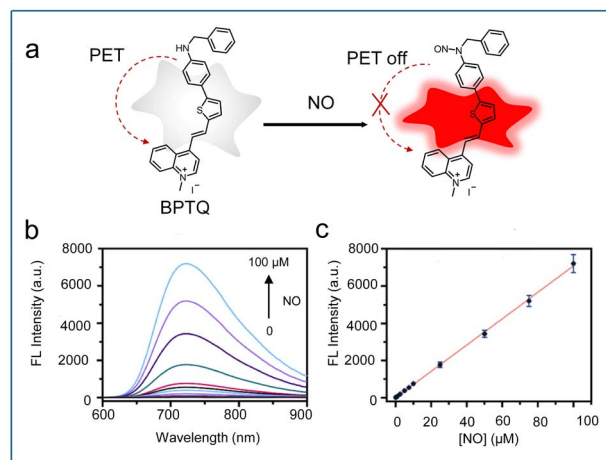 a
PET
HN
S
N+
I−
BPTQ
NO
PET off
ON
N
S
N+
I−
b
FL Intensity (a.u.)
8000
6000
4000
2000
0
100 µM
NO
0
600 700 800 900
Wavelength (nm)
c
FL Intensity (a.u.)
8000
6000
4000
2000
0
0 20 40 60 80 100
[NO] (µM)